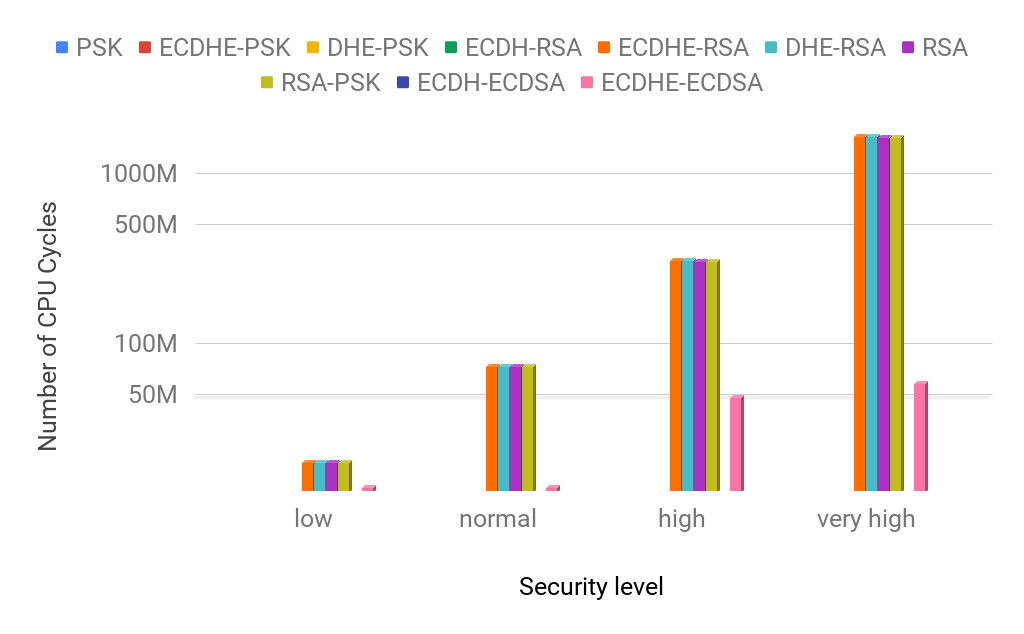 PSK ECDHE-PSK DHE-PSK ECDH-RSA ECDHE-RSA DHE-RSA RSA
RSA-PSK ECDH-ECDSA ECDHE-ECDSA
Number of CPU Cycles
1000M
500M
100M
50M
low normal high very high
Security level